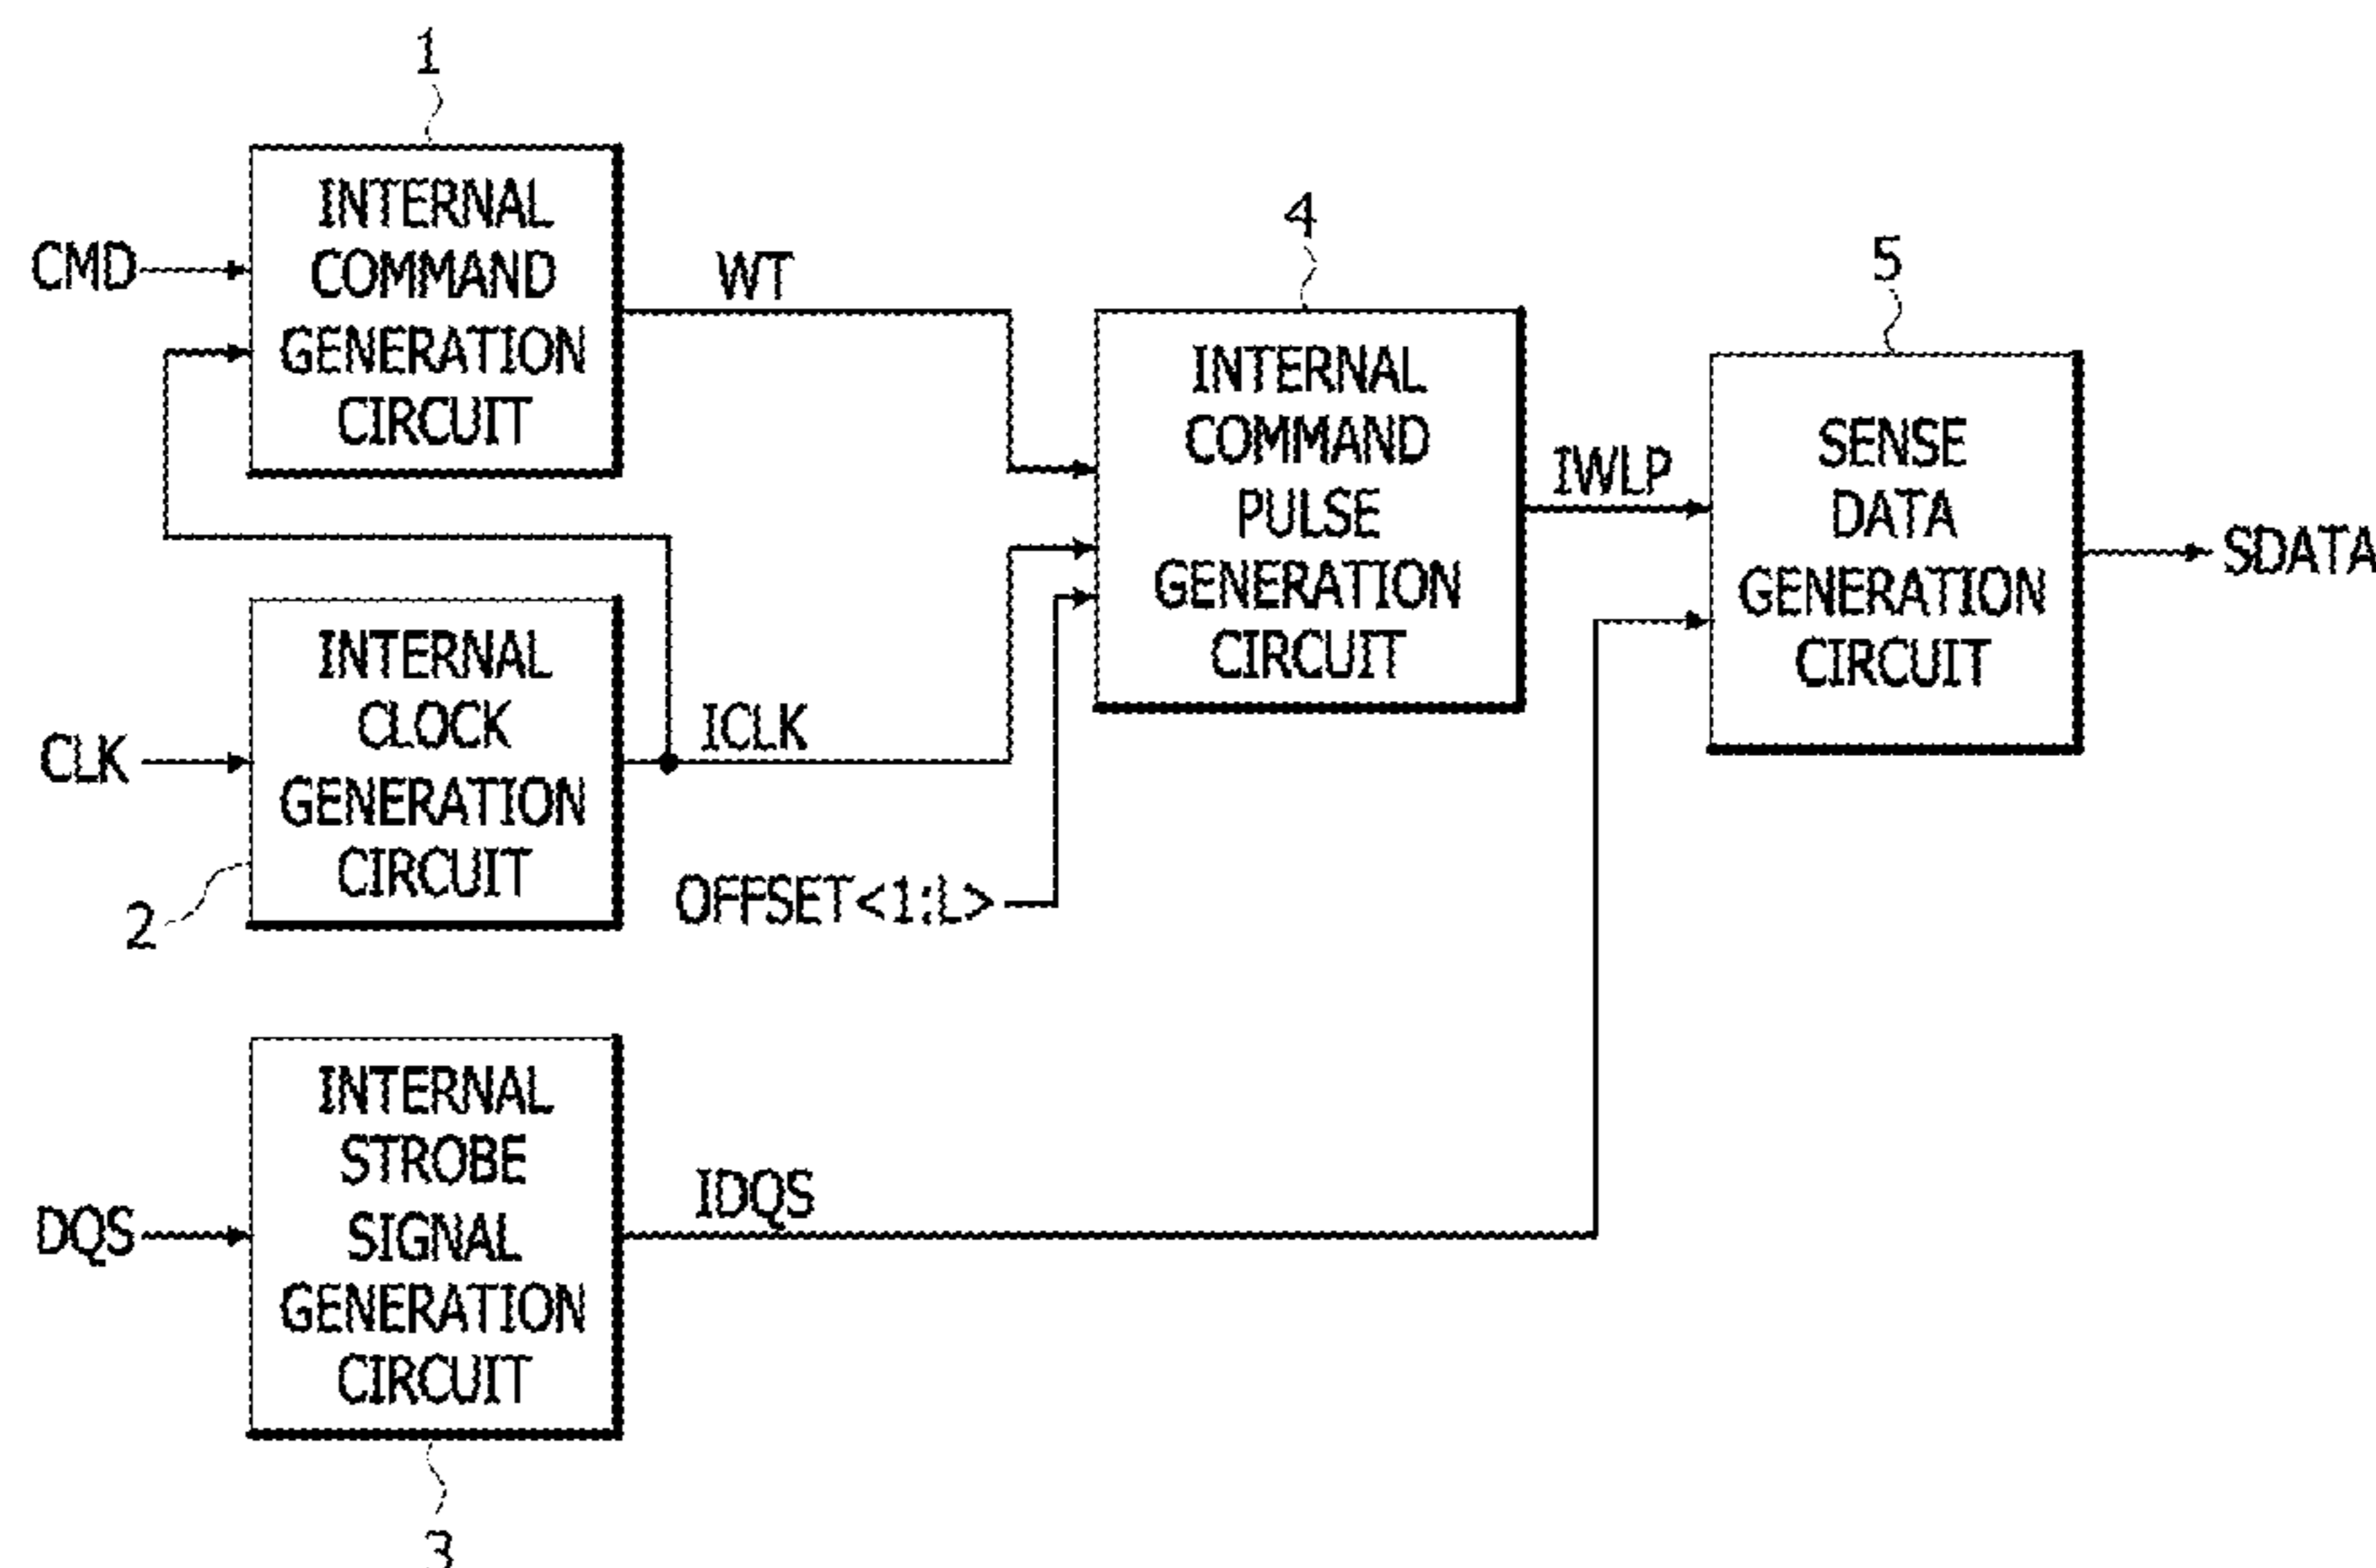 1
INTERNAL
COMMAND
GENERATION
CIRCUIT
CMD
WT
4
INTERNAL
COMMAND
PULSE
GENERATION
CIRCUIT
IWLP
5
SENSE
DATA
GENERATION
CIRCUIT
SDATA
INTERNAL
CLOCK
GENERATION
CIRCUIT
CLK
ICLK
2
OFFSET<1:L>
INTERNAL
STROBE
SIGNAL
GENERATION
CIRCUIT
DQS
IDQS
3